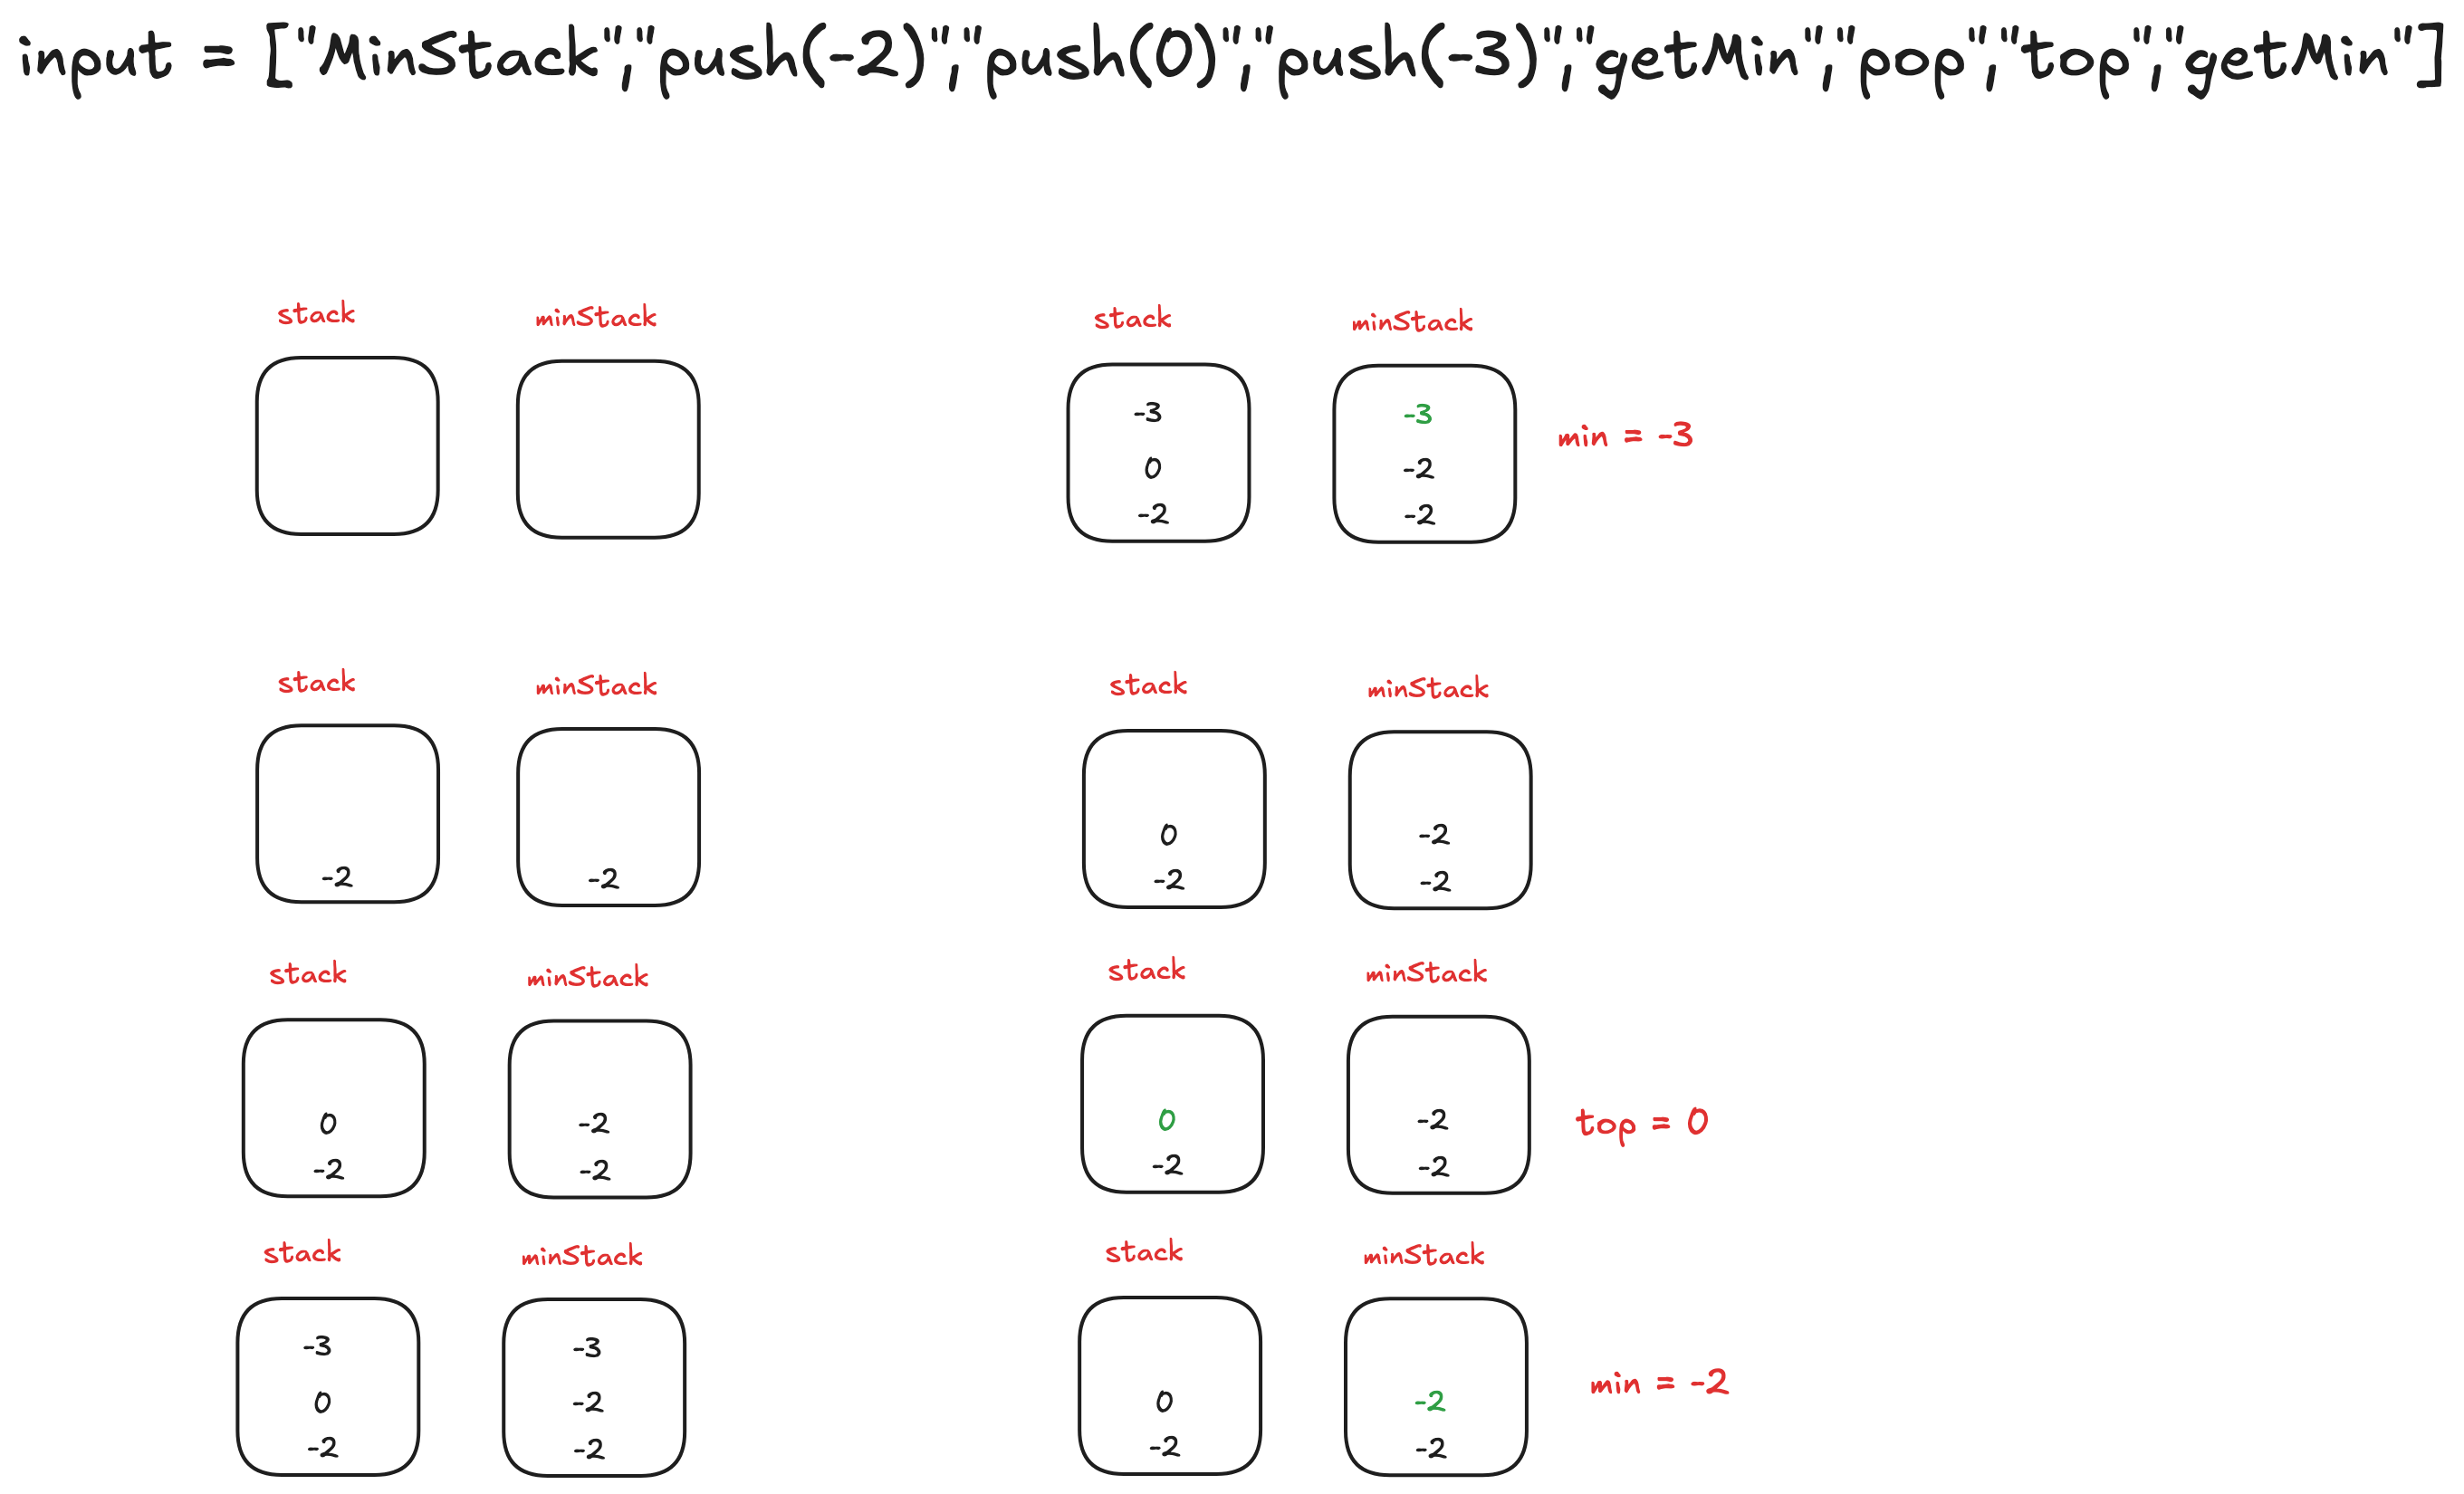 input = ["MinStack","push(-2)","push(0)","push(-3)","getMin","pop","top","getMin"]
stack minStack
stack minStack
-2 -2
stack minStack
0 -2
-2 -2
stack minStack
-3 -3
0 -2
-2 -2
stack minStack
-3 -3
0 -2
-2 -2
min = -3
stack minStack
0 -2
-2 -2
stack minStack
0 -2
-2 -2
top = 0
stack minStack
0 -2
-2 -2
min = -2